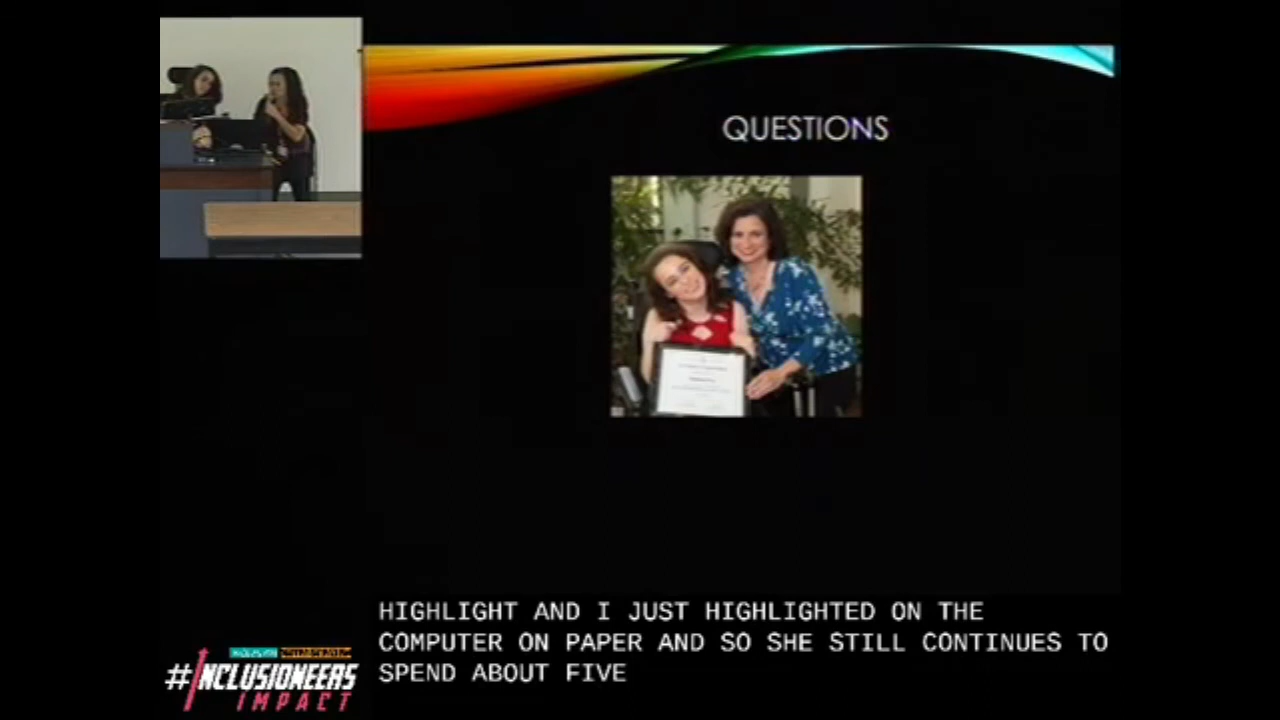 QUESTIONS
HIGHLIGHT AND I JUST HIGHLIGHTED ON THE
COMPUTER ON PAPER AND SO SHE STILL CONTINUES TO
SPEND ABOUT FIVE
#INCLUSIONEERS
IMPACT